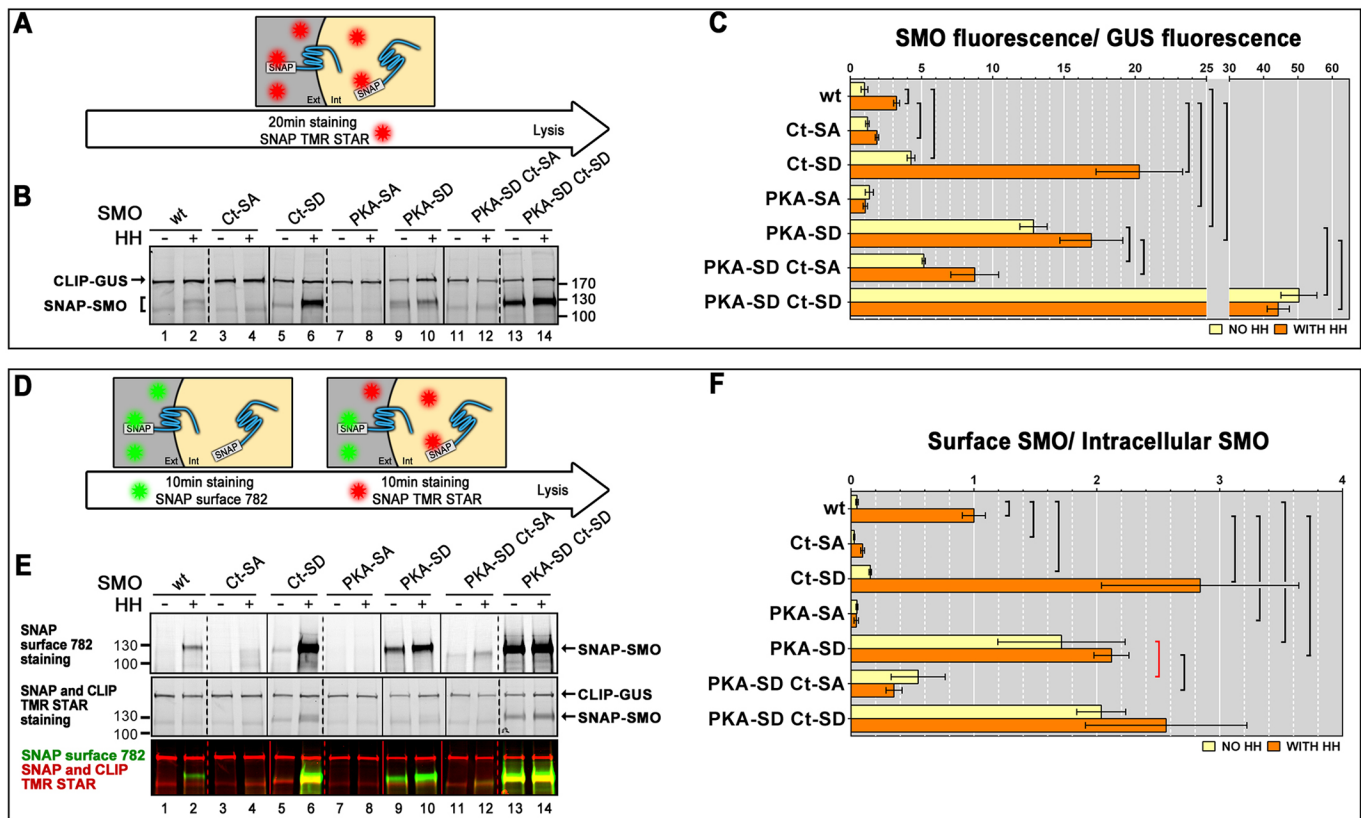 A
SNAP
SNAP
Ext Int
20min staining
SNAP TMR STAR
Lysis
B
SMO wt Ct-SA Ct-SD PKA-SA PKA-SD PKA-SD Ct-SA PKA-SD Ct-SD
HH - + - + - + - + - + - + - +
CLIP-GUS→
SNAP-SMO
170
130
100
1 2 3 4 5 6 7 8 9 10 11 12 13 14
C
SMO fluorescence/ GUS fluorescence
0 5 10 15 20 25 30 40 50 60
wt
Ct-SA
Ct-SD
PKA-SA
PKA-SD
PKA-SD Ct-SA
PKA-SD Ct-SD
NO HH WITH HH
D
SNAP
SNAP
Ext Int
SNAP
SNAP
Ext Int
10min staining
SNAP surface 782
10min staining
SNAP TMR STAR
Lysis
E
SMO wt Ct-SA Ct-SD PKA-SA PKA-SD PKA-SD Ct-SA PKA-SD Ct-SD
HH - + - + - + - + - + - + - +
SNAP
surface 782
staining
130
100
←SNAP-SMO
SNAP and CLIP
TMR STAR
staining
130
100
←CLIP-GUS
←SNAP-SMO
SNAP surface 782
SNAP and CLIP
TMR STAR
1 2 3 4 5 6 7 8 9 10 11 12 13 14
F
Surface SMO/ Intracellular SMO
0 1 2 3 4
wt
Ct-SA
Ct-SD
PKA-SA
PKA-SD
PKA-SD Ct-SA
PKA-SD Ct-SD
NO HH WITH HH